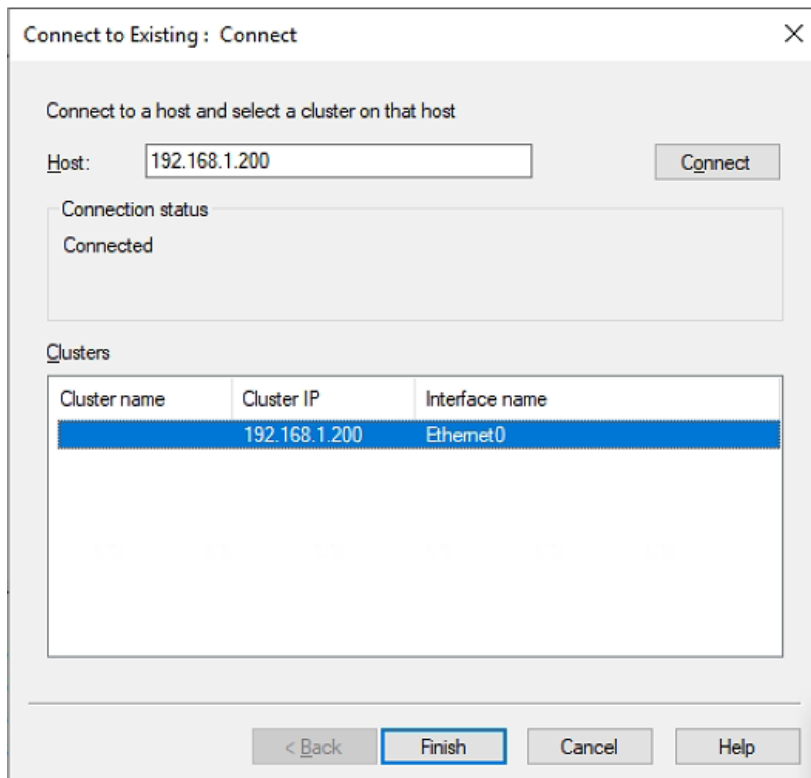 Connect to Existing : Connect
Connect to a host and select a cluster on that host
Host: 192.168.1.200 Connect
Connection status
Connected
Clusters
Cluster name Cluster IP Interface name
192.168.1.200 Ethernet0
< Back Finish Cancel Help